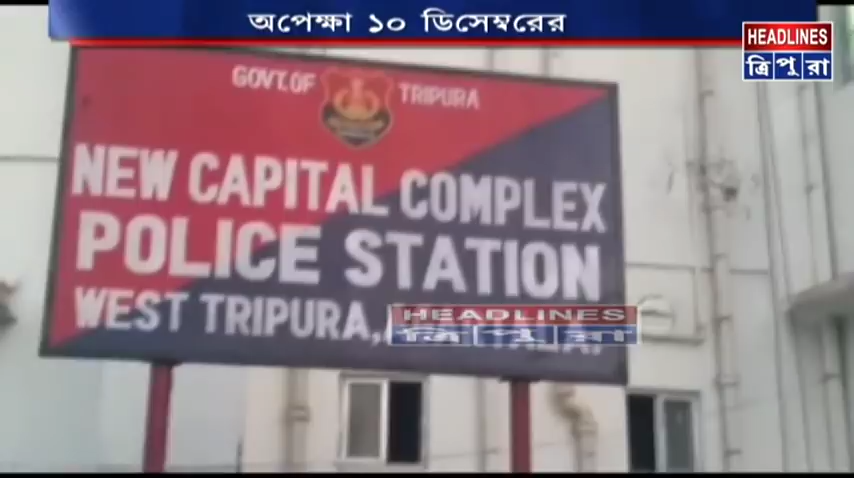 অপেক্ষা ১০ ডিসেম্বরের
HEADLINES
ত্রিপুরা
GOVT. OF TRIPURA
NEW CAPITAL COMPLEX
POLICE STATION
WEST TRIPURA,
HEADLINES
ত্রিপুরা